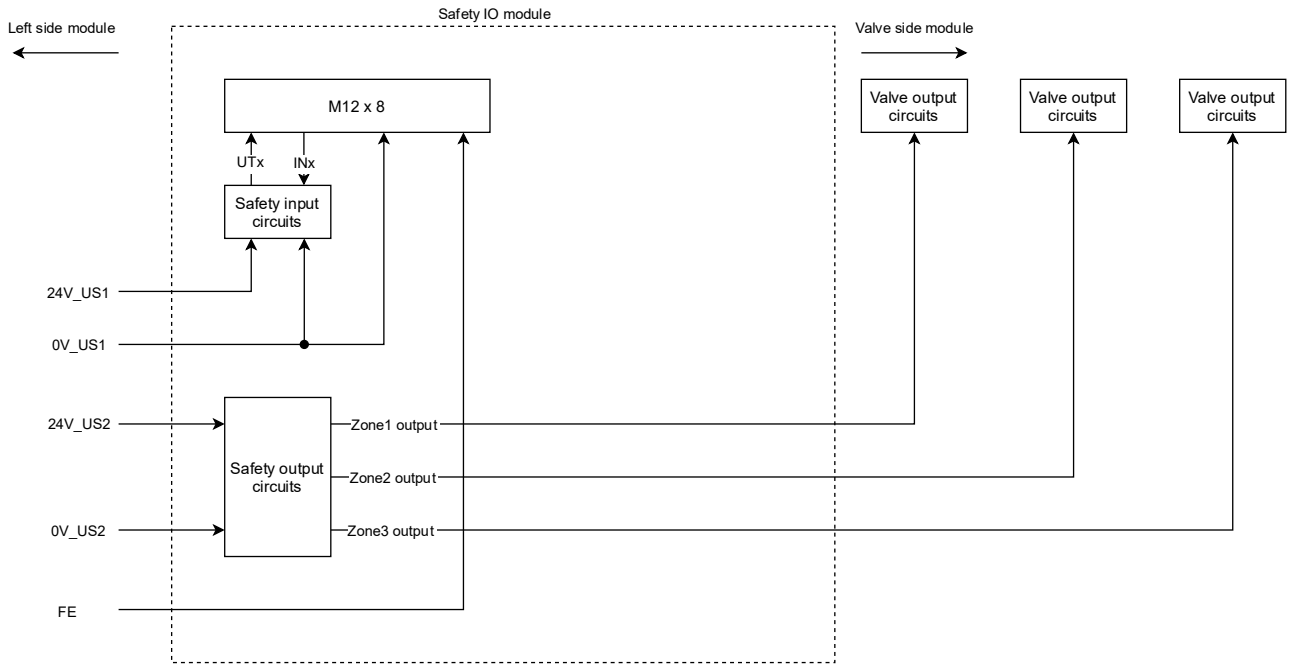 Safety IO module
Left side module
Valve side module
M12 x 8
Valve output
circuits
Valve output
circuits
Valve output
circuits
UTx
INx
Safety input
circuits
24V_US1
0V_US1
24V_US2
Zone1 output
Safety output
circuits
Zone2 output
0V_US2
Zone3 output
FE